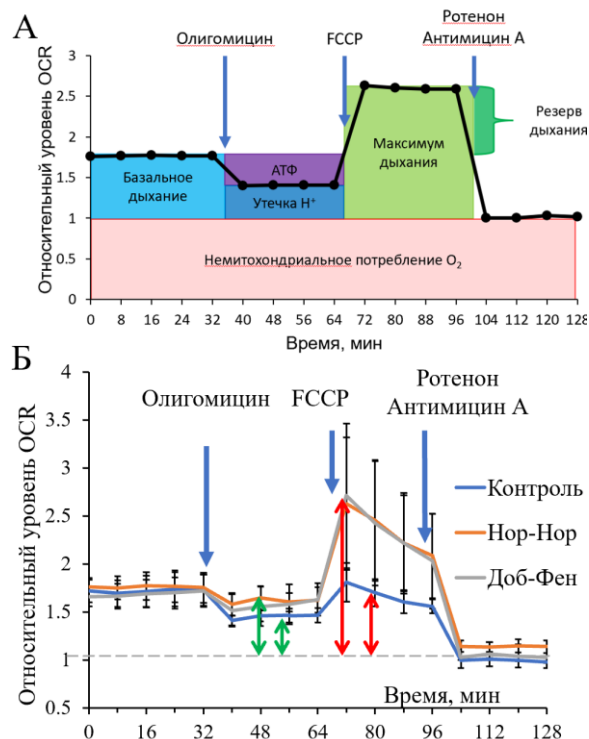 А
Олигомицин
FCCP
Ротенон
Антимицин А
Относительный уровень OCR
3
2.5
2
1.5
1
0.5
0
Базальное
дыхание
АТФ
Утечка H⁺
Максимум
дыхания
Резерв
дыхания
Немитохондриальное потребление O₂
0 8 16 24 32 40 48 56 64 72 80 88 96 104 112 120 128
Время, мин
Б
Олигомицин
FCCP
Ротенон
Антимицин А
Относительный уровень OCR
4
3.5
3
2.5
2
1.5
1
0.5
Контроль
Нор-Нор
Доб-Фен
Время, мин
0 16 32 48 64 80 96 112 128